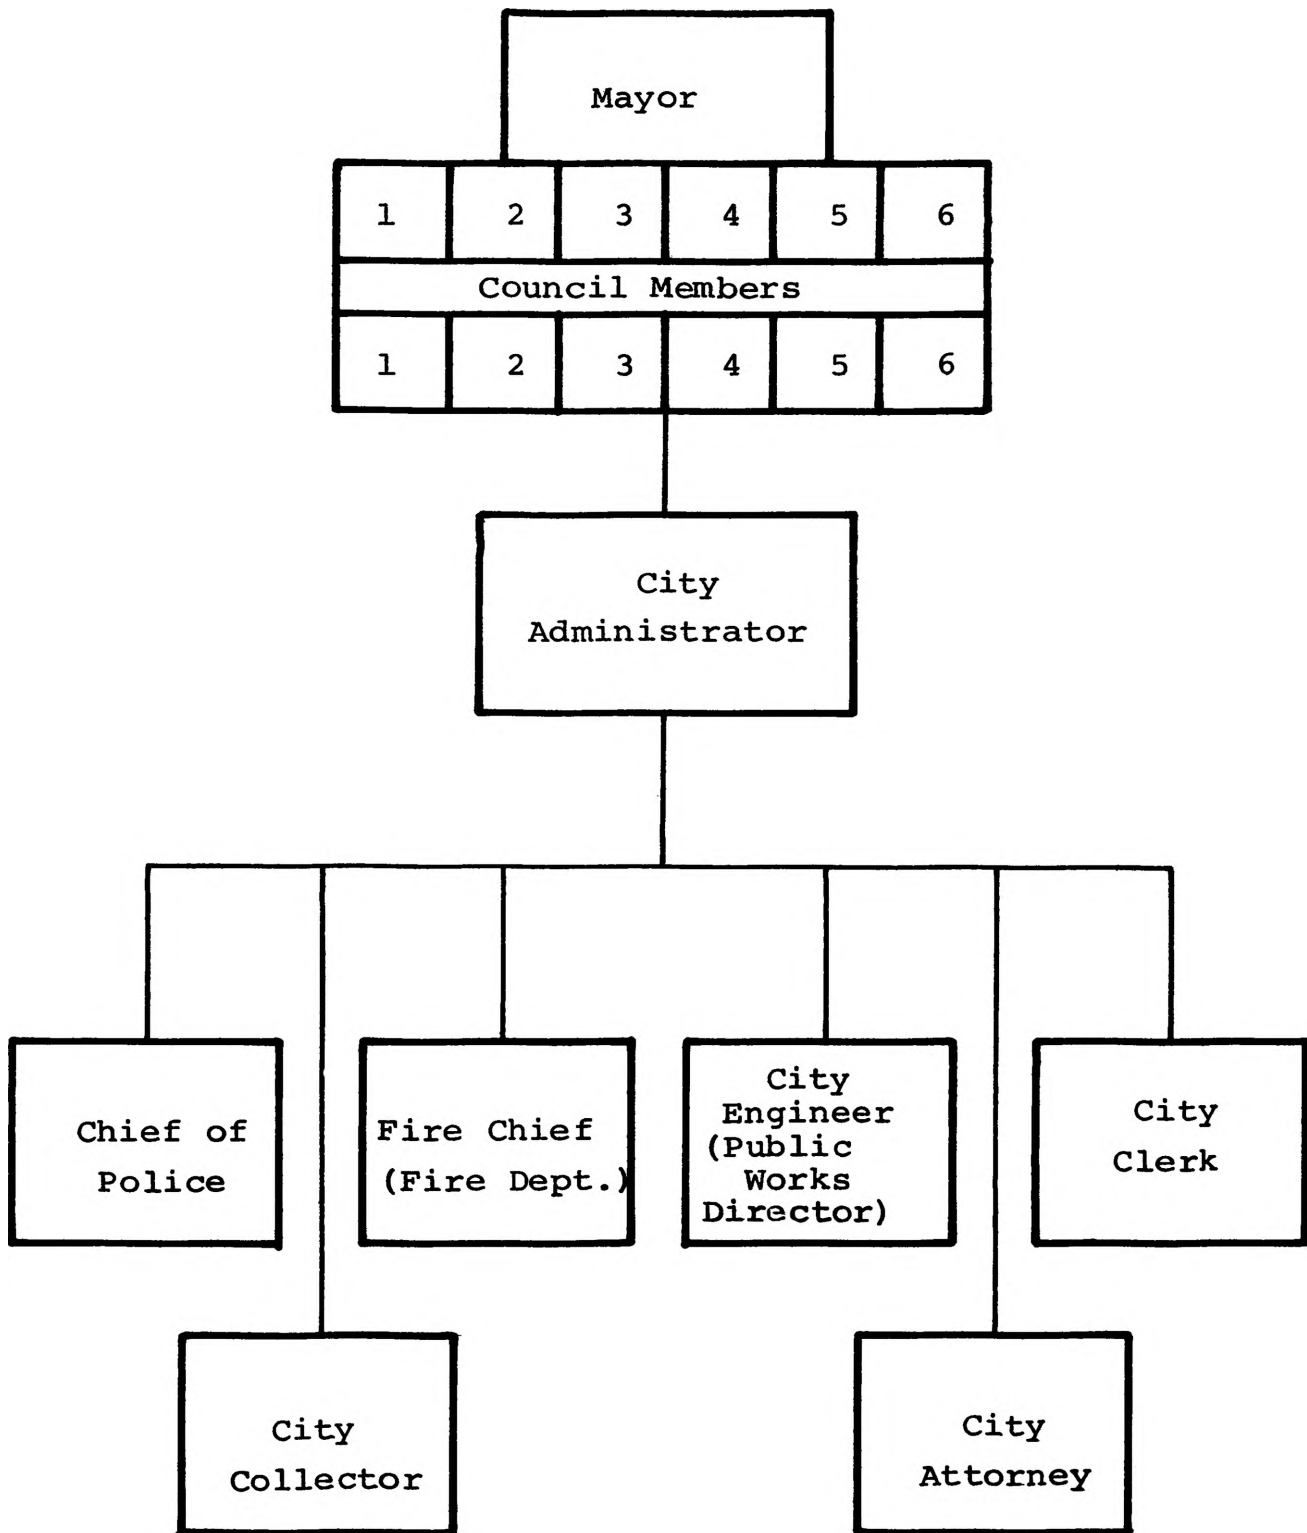 Mayor
1 2 3 4 5 6
Council Members
1 2 3 4 5 6
City
Administrator
Chief of
Police
Fire Chief
(Fire Dept.)
City
Engineer
(Public
Works
Director)
City
Clerk
City
Collector
City
Attorney